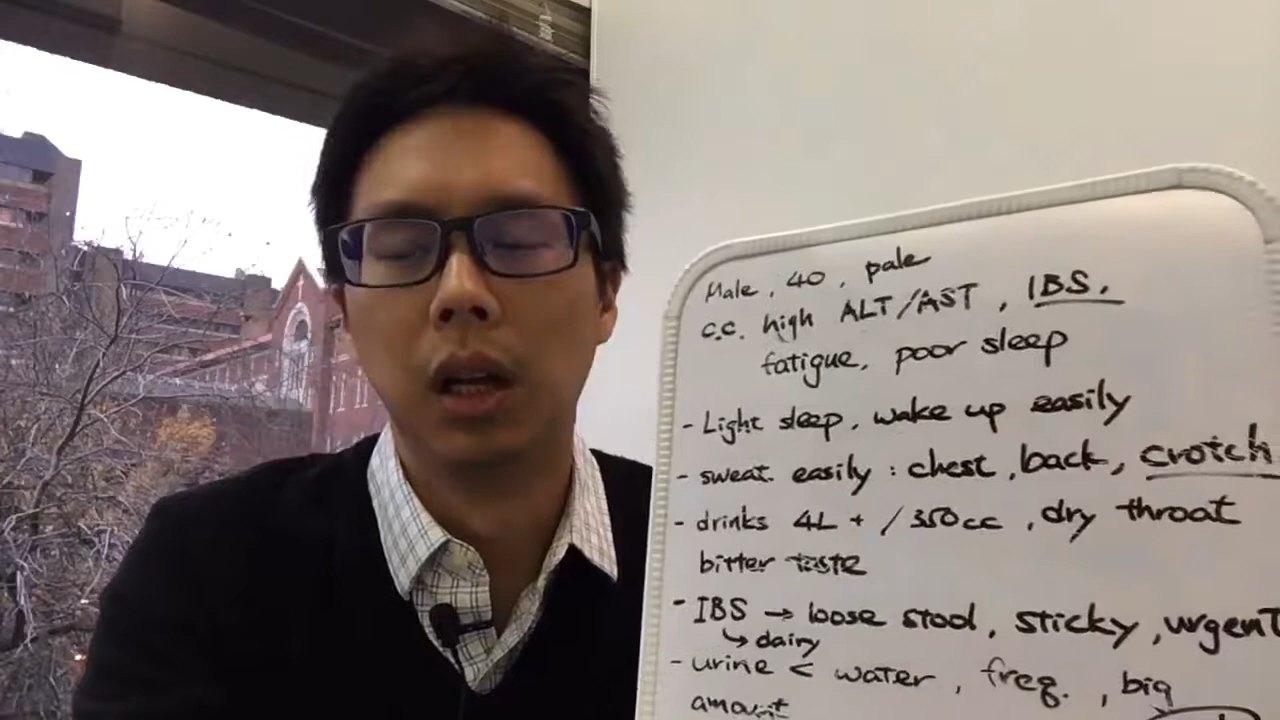 Male, 40, pale
c.c. high ALT/AST, IBS.
fatigue, poor sleep
- Light sleep, wake up easily
- sweat easily: chest, back, crotch
- drinks 4L + /350cc, dry throat
bitter taste
- IBS → loose stool, sticky, urgent
↳ dairy
- urine < water, freq., big
amount